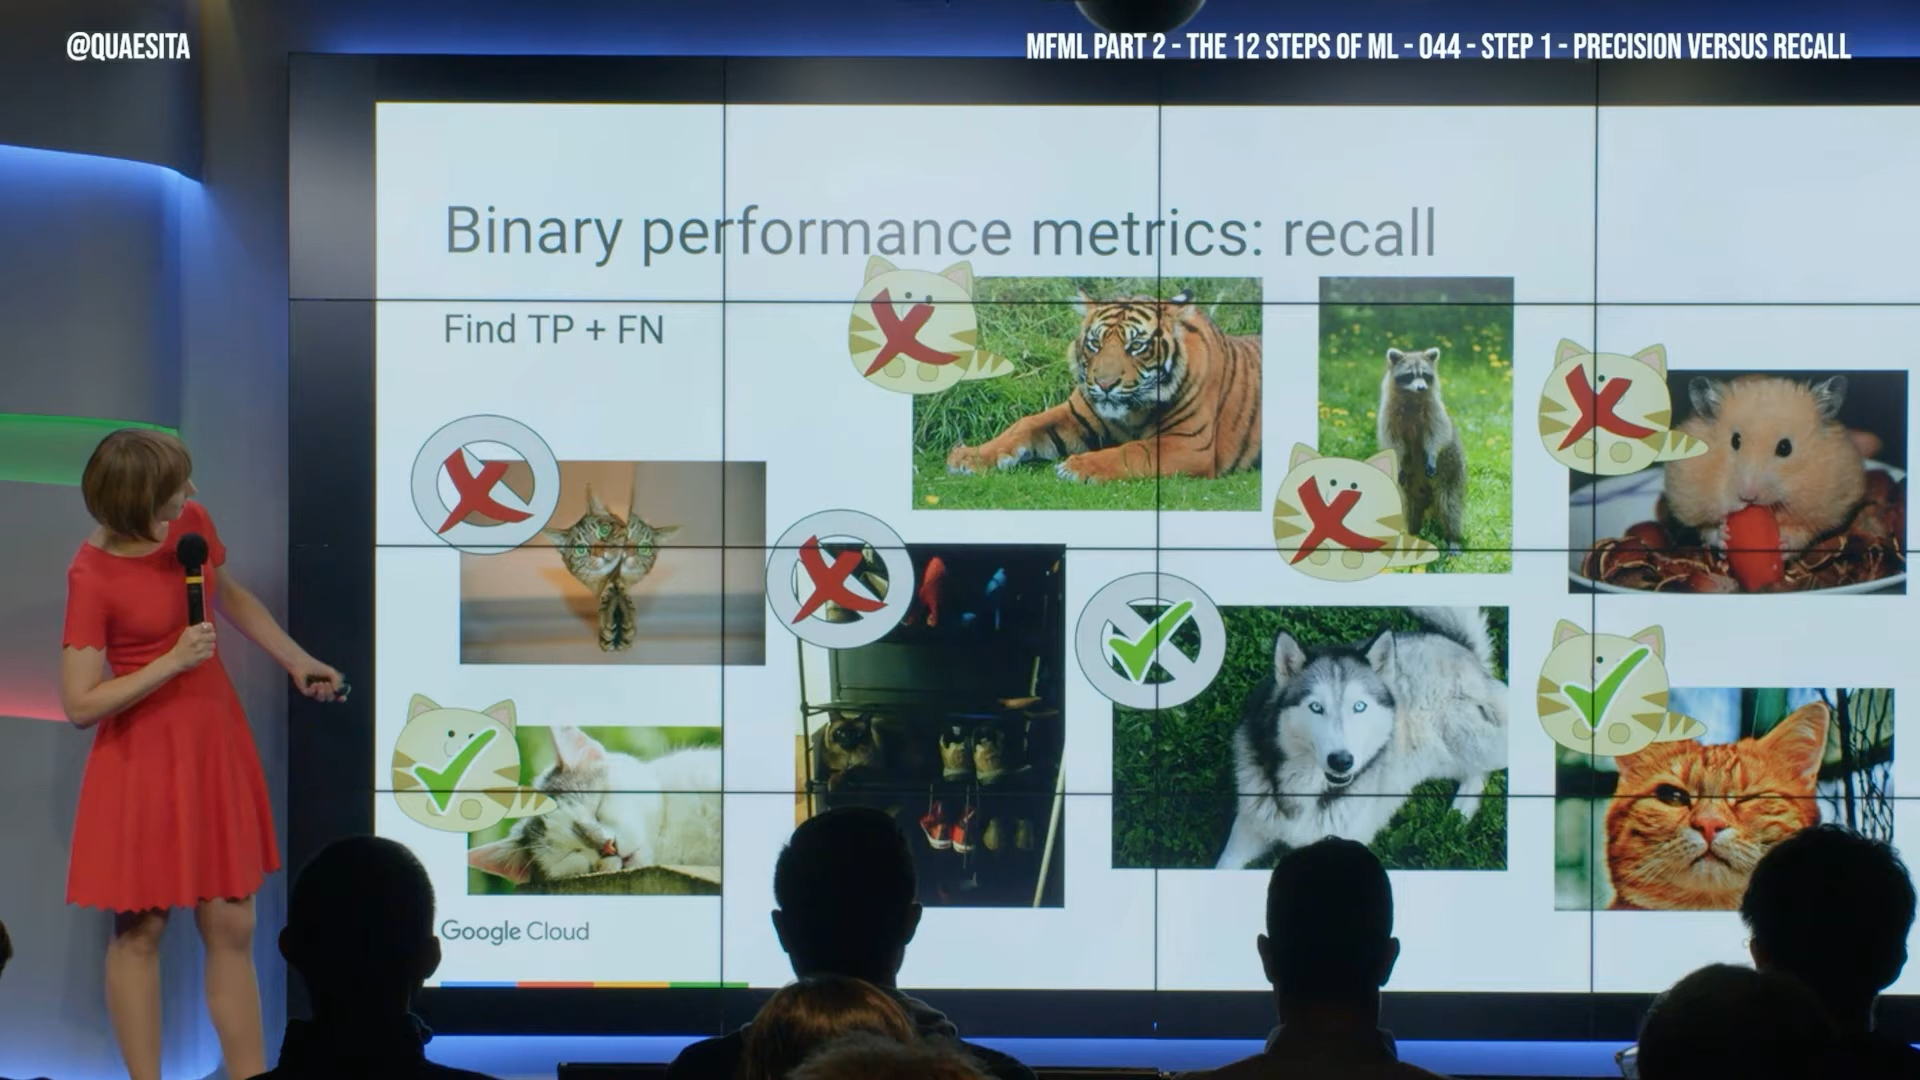 @QUAESITA
MFML PART 2 - THE 12 STEPS OF ML - 044 - STEP 1 - PRECISION VERSUS RECALL
Binary performance metrics: recall
Find TP + FN
Google Cloud